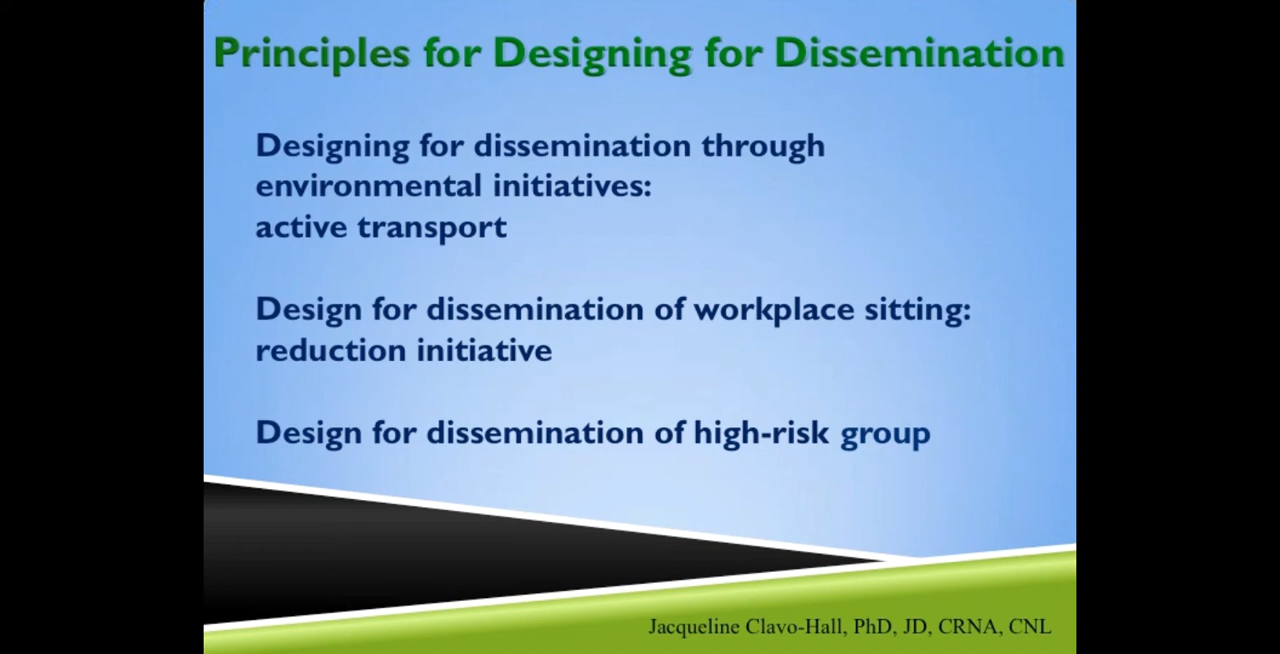 Principles for Designing for Dissemination
Designing for dissemination through
environmental initiatives:
active transport
Design for dissemination of workplace sitting:
reduction initiative
Design for dissemination of high-risk group
Jacqueline Clavo-Hall, PhD, JD, CRNA, CNL